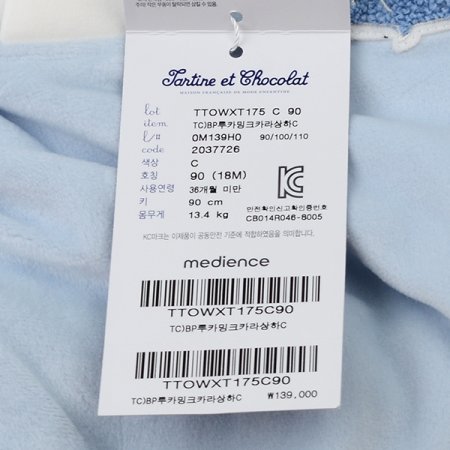 Tartine et Chocolat
MAISON FRANÇAISE DE MODE ENFANTINE
lot TTOWXT175 C 90
item TC)BP루카밍크카라상하C
l/# 0M139H0 90/100/110
code 2037726
색상 C
호칭 90 (18M)
사용연령 36개월 미만
키 90 cm
몸무게 13.4 kg
안전확인신고확인증번호
CB014R046-8005
KC마크는 이제품이 공통안전 기준에 적합하였음을 의미합니다.
medience
TTOWXT175C90
TC)BP루카밍크카라상하C
TTOWXT175C90
TC)BP루카밍크카라상하C ₩139,000